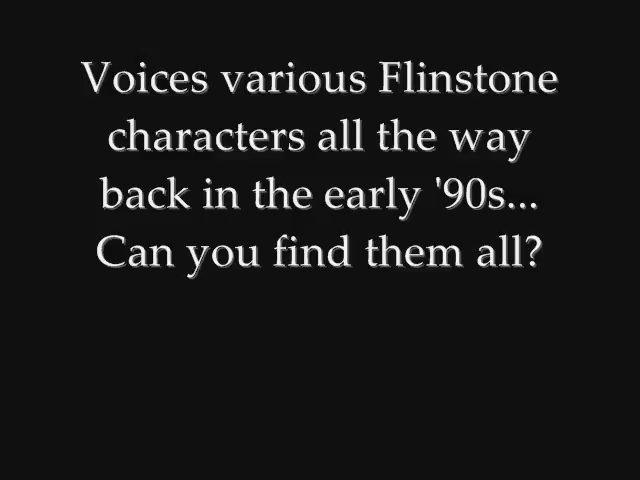 Voices various Flinstone
characters all the way
back in the early '90s...
Can you find them all?